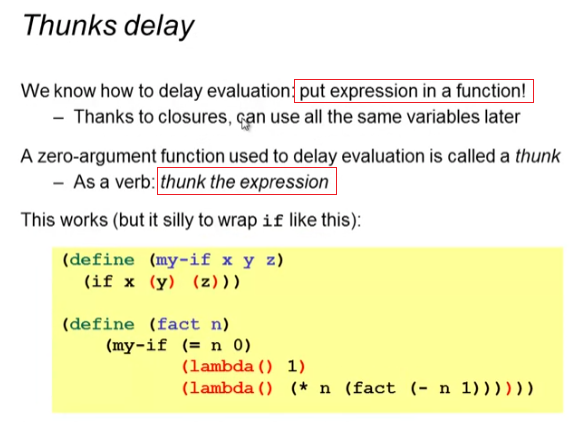 Thunks delay
We know how to delay evaluation: put expression in a function!
– Thanks to closures, can use all the same variables later
A zero-argument function used to delay evaluation is called a thunk
– As a verb: thunk the expression
This works (but it silly to wrap if like this):
(define (my-if x y z)
(if x (y) (z)))
(define (fact n)
(my-if (= n 0)
(lambda() 1)
(lambda() (* n (fact (- n 1))))))